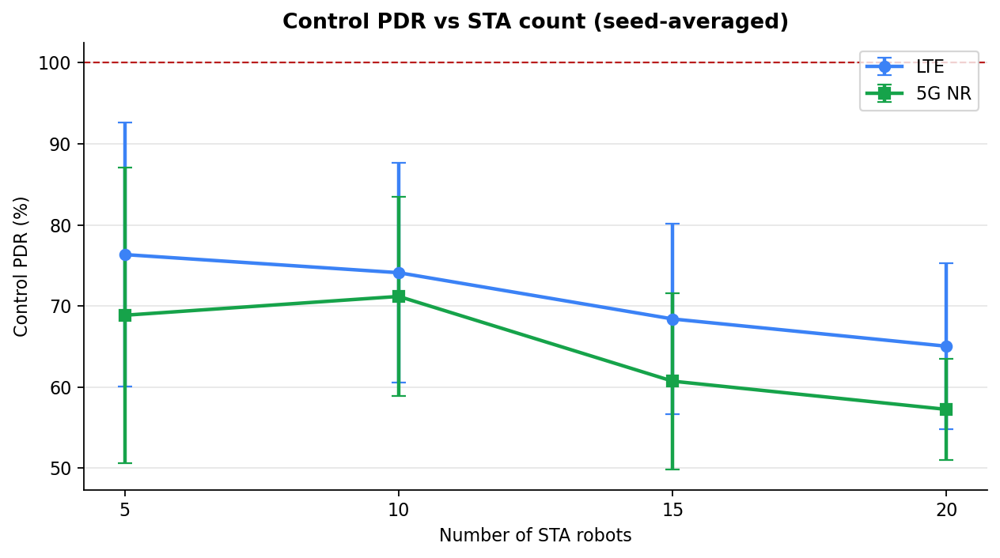 Control PDR vs STA count (seed-averaged)
100
90
80
70
60
50
Control PDR (%)
LTE
5G NR
5
10
15
20
Number of STA robots